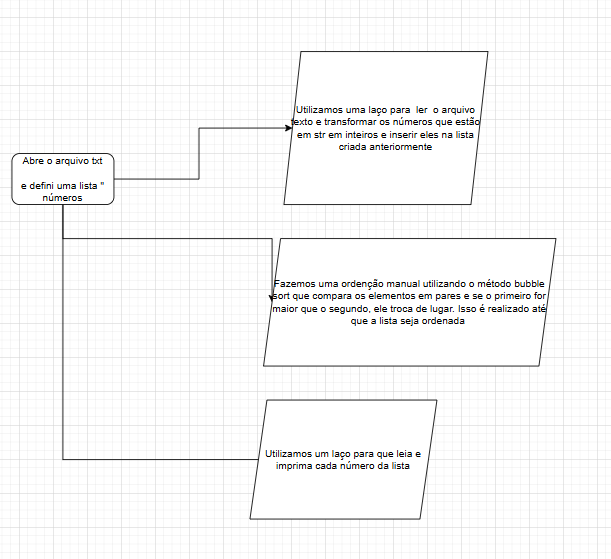 Utilizamos uma laço para  ler  o arquivo
texto e transformar os números que estão
em str em inteiros e inserir eles na lista
criada anteriormente
Abre o arquivo txt
e defini uma lista "
números
Fazemos uma ordenção manual utilizando o método bubble
sort que compara os elementos em pares e se o primeiro for
maior que o segundo, ele troca de lugar. Isso é realizado até
que a lista seja ordenada
Utilizamos um laço para que leia e
imprima cada número da lista